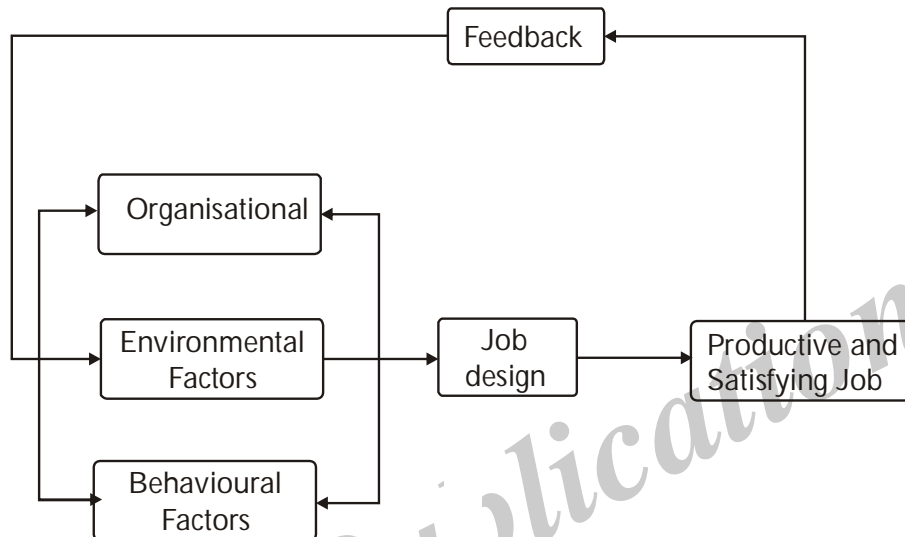 Feedback
Organisational
Environmental
Factors
Job
design
Productive and
Satisfying Job
Behavioural
Factors